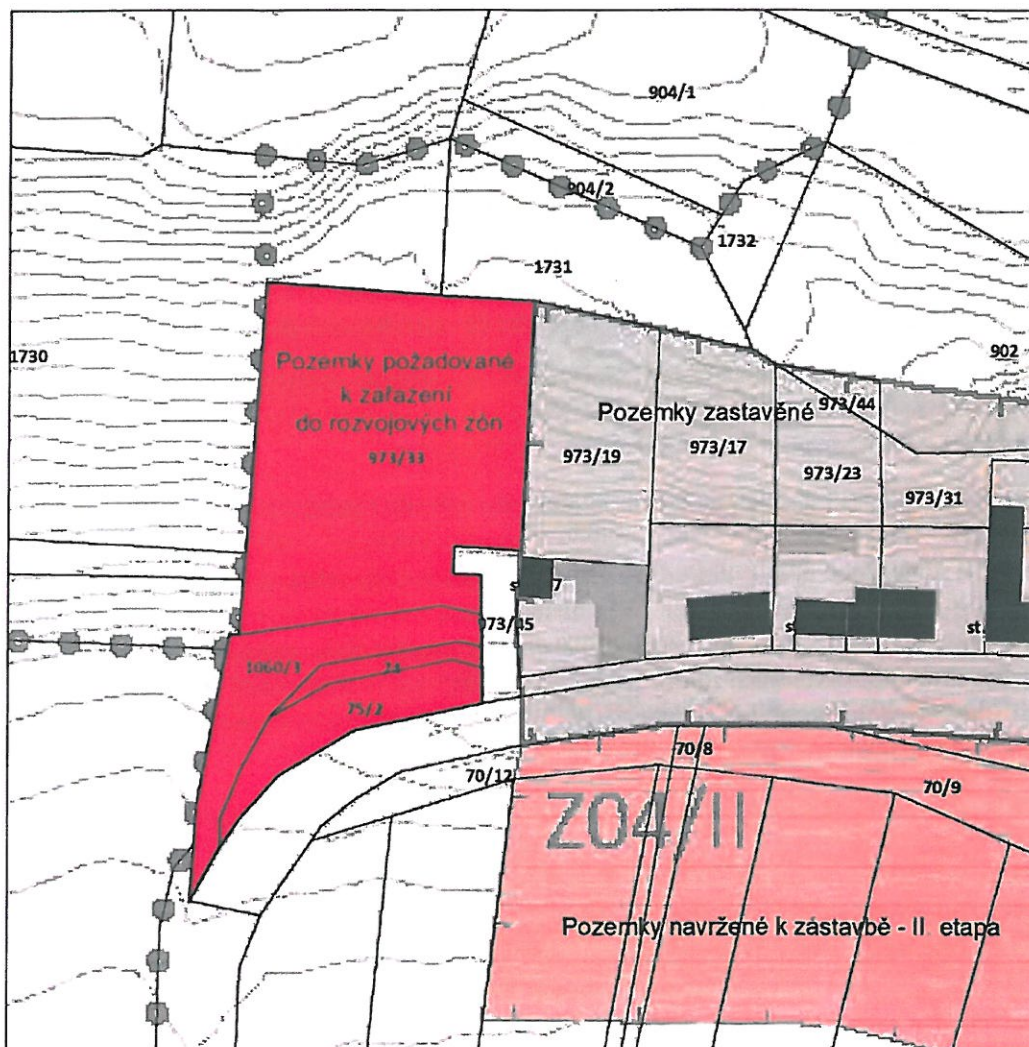 904/1
904/2
1732
1731
1730
902
Pozemky požadované
k zařazení
do rozvojových zón
973/33
Pozemky zastavěné
973/44
973/19
973/17
973/23
973/31
973/45
st.
1060/1
74
75/2
70/8
70/12
70/9
Z04/II
Pozemky navržené k zástavbě - II. etapa